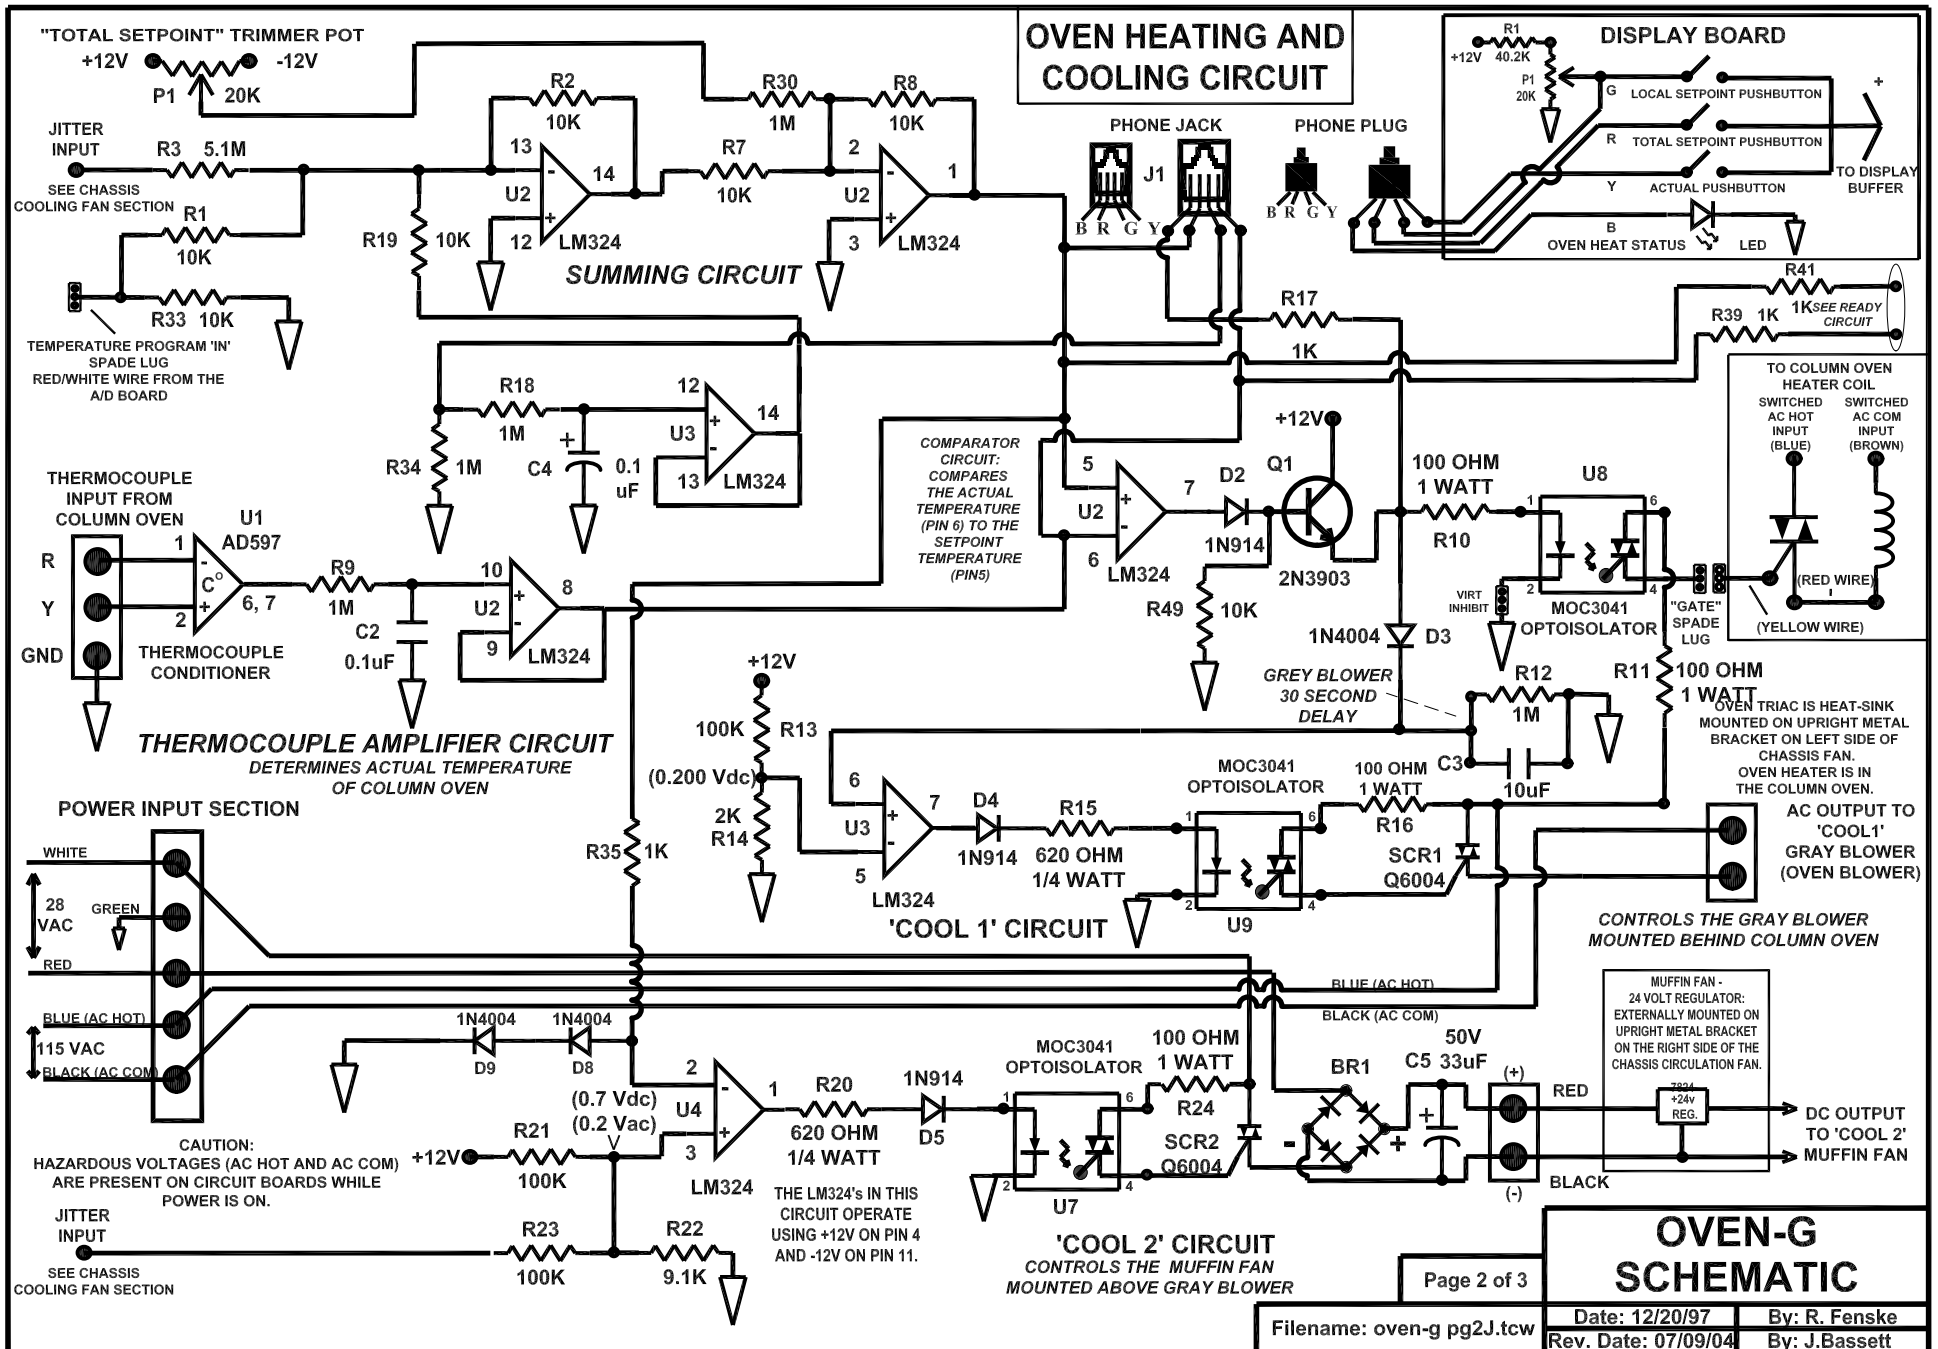 "TOTAL SETPOINT" TRIMMER POT
+12V
-12V
P1
20K
JITTER
INPUT
R3 5.1M
SEE CHASSIS
COOLING FAN SECTION
R1
10K
R33 10K
TEMPERATURE PROGRAM 'IN'
SPADE LUG
RED/WHITE WIRE FROM THE
A/D BOARD
R2
10K
13
14
U2
12
LM324
R19
10K
SUMMING CIRCUIT
R30
1M
R7
10K
R8
10K
2
1
U2
3
LM324
OVEN HEATING AND
COOLING CIRCUIT
PHONE JACK
J1
B R G Y
PHONE PLUG
B R G Y
DISPLAY BOARD
R1
+12V
40.2K
P1
20K
G
LOCAL SETPOINT PUSHBUTTON
R
TOTAL SETPOINT PUSHBUTTON
Y
ACTUAL PUSHBUTTON
B
OVEN HEAT STATUS
LED
+
TO DISPLAY
BUFFER
R17
1K
R41
1K
SEE READY
CIRCUIT
R39 1K
R18
1M
R34
1M
C4
+
0.1
uF
12
+
14
U3
-
13
LM324
THERMOCOUPLE
INPUT FROM
COLUMN OVEN
R
Y
GND
U1
AD597
1
-
C°
+
2
6, 7
THERMOCOUPLE
CONDITIONER
R9
1M
C2
0.1uF
10
+
8
U2
-
9
LM324
THERMOCOUPLE AMPLIFIER CIRCUIT
DETERMINES ACTUAL TEMPERATURE
OF COLUMN OVEN
COMPARATOR
CIRCUIT:
COMPARES
THE ACTUAL
TEMPERATURE
(PIN 6) TO THE
SETPOINT
TEMPERATURE
(PIN5)
5
+
7
U2
-
6
LM324
D2
1N914
+12V
Q1
2N3903
R49
10K
100 OHM
1 WATT
R10
U8
1
6
2
4
VIRT
INHIBIT
MOC3041
OPTOISOLATOR
"GATE"
SPADE
LUG
TO COLUMN OVEN
HEATER COIL
SWITCHED
AC HOT
INPUT
(BLUE)
SWITCHED
AC COM
INPUT
(BROWN)
(RED WIRE)
(YELLOW WIRE)
1N4004
D3
GREY BLOWER
30 SECOND
DELAY
R12
1M
C3
10uF
R11
100 OHM
1 WATT
OVEN TRIAC IS HEAT-SINK
MOUNTED ON UPRIGHT METAL
BRACKET ON LEFT SIDE OF
CHASSIS FAN.
OVEN HEATER IS IN
THE COLUMN OVEN.
+12V
100K
R13
(0.200 Vdc)
2K
R14
6
+
7
U3
-
5
LM324
D4
1N914
R15
620 OHM
1/4 WATT
MOC3041
OPTOISOLATOR
1
6
2
4
U9
100 OHM
1 WATT
R16
SCR1
Q6004
'COOL 1' CIRCUIT
AC OUTPUT TO
'COOL1'
GRAY BLOWER
(OVEN BLOWER)
CONTROLS THE GRAY BLOWER
MOUNTED BEHIND COLUMN OVEN
POWER INPUT SECTION
WHITE
28
VAC
GREEN
RED
BLUE (AC HOT)
115 VAC
BLACK (AC COM)
R35
1K
BLUE (AC HOT)
BLACK (AC COM)
CAUTION:
HAZARDOUS VOLTAGES (AC HOT AND AC COM)
ARE PRESENT ON CIRCUIT BOARDS WHILE
POWER IS ON.
1N4004
D9
1N4004
D8
(0.7 Vdc)
(0.2 Vac)
R21
+12V
100K
JITTER
INPUT
SEE CHASSIS
COOLING FAN SECTION
R23
100K
R22
9.1K
2
-
1
U4
+
3
LM324
R20
620 OHM
1/4 WATT
1N914
D5
THE LM324's IN THIS
CIRCUIT OPERATE
USING +12V ON PIN 4
AND -12V ON PIN 11.
MOC3041
OPTOISOLATOR
1
6
2
4
U7
100 OHM
1 WATT
R24
SCR2
Q6004
'COOL 2' CIRCUIT
CONTROLS THE MUFFIN FAN
MOUNTED ABOVE GRAY BLOWER
BR1
-
+
50V
C5 33uF
+
(+)
(-)
RED
BLACK
MUFFIN FAN -
24 VOLT REGULATOR:
EXTERNALLY MOUNTED ON
UPRIGHT METAL BRACKET
ON THE RIGHT SIDE OF THE
CHASSIS CIRCULATION FAN.
7824
+24v
REG.
DC OUTPUT
TO 'COOL 2'
MUFFIN FAN
OVEN-G
SCHEMATIC
Page 2 of 3
Filename: oven-g pg2J.tcw
Date: 12/20/97
By: R. Fenske
Rev. Date: 07/09/04
By: J.Bassett